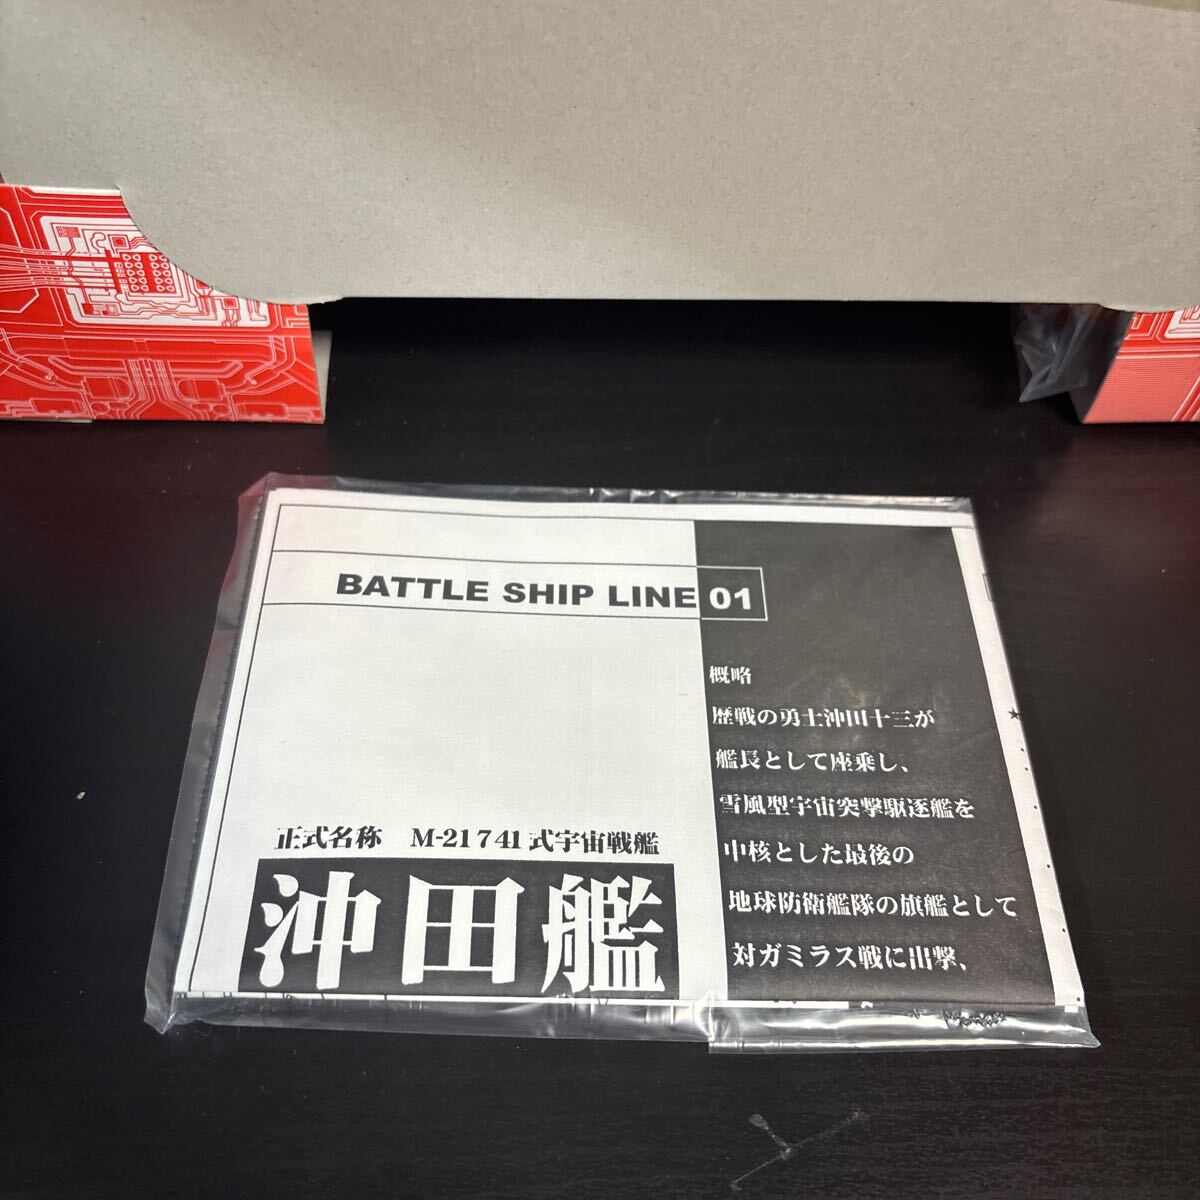 BATTLE SHIP LINE 01
概略
歴戦の勇士沖田十三が
艦長として座乗し、
雪風型宇宙突撃駆逐艦を
中核とした最後の
地球防衛艦隊の旗艦として
対ガミラス戦に出撃、
正式名称 M-21741式宇宙戦艦
沖田艦